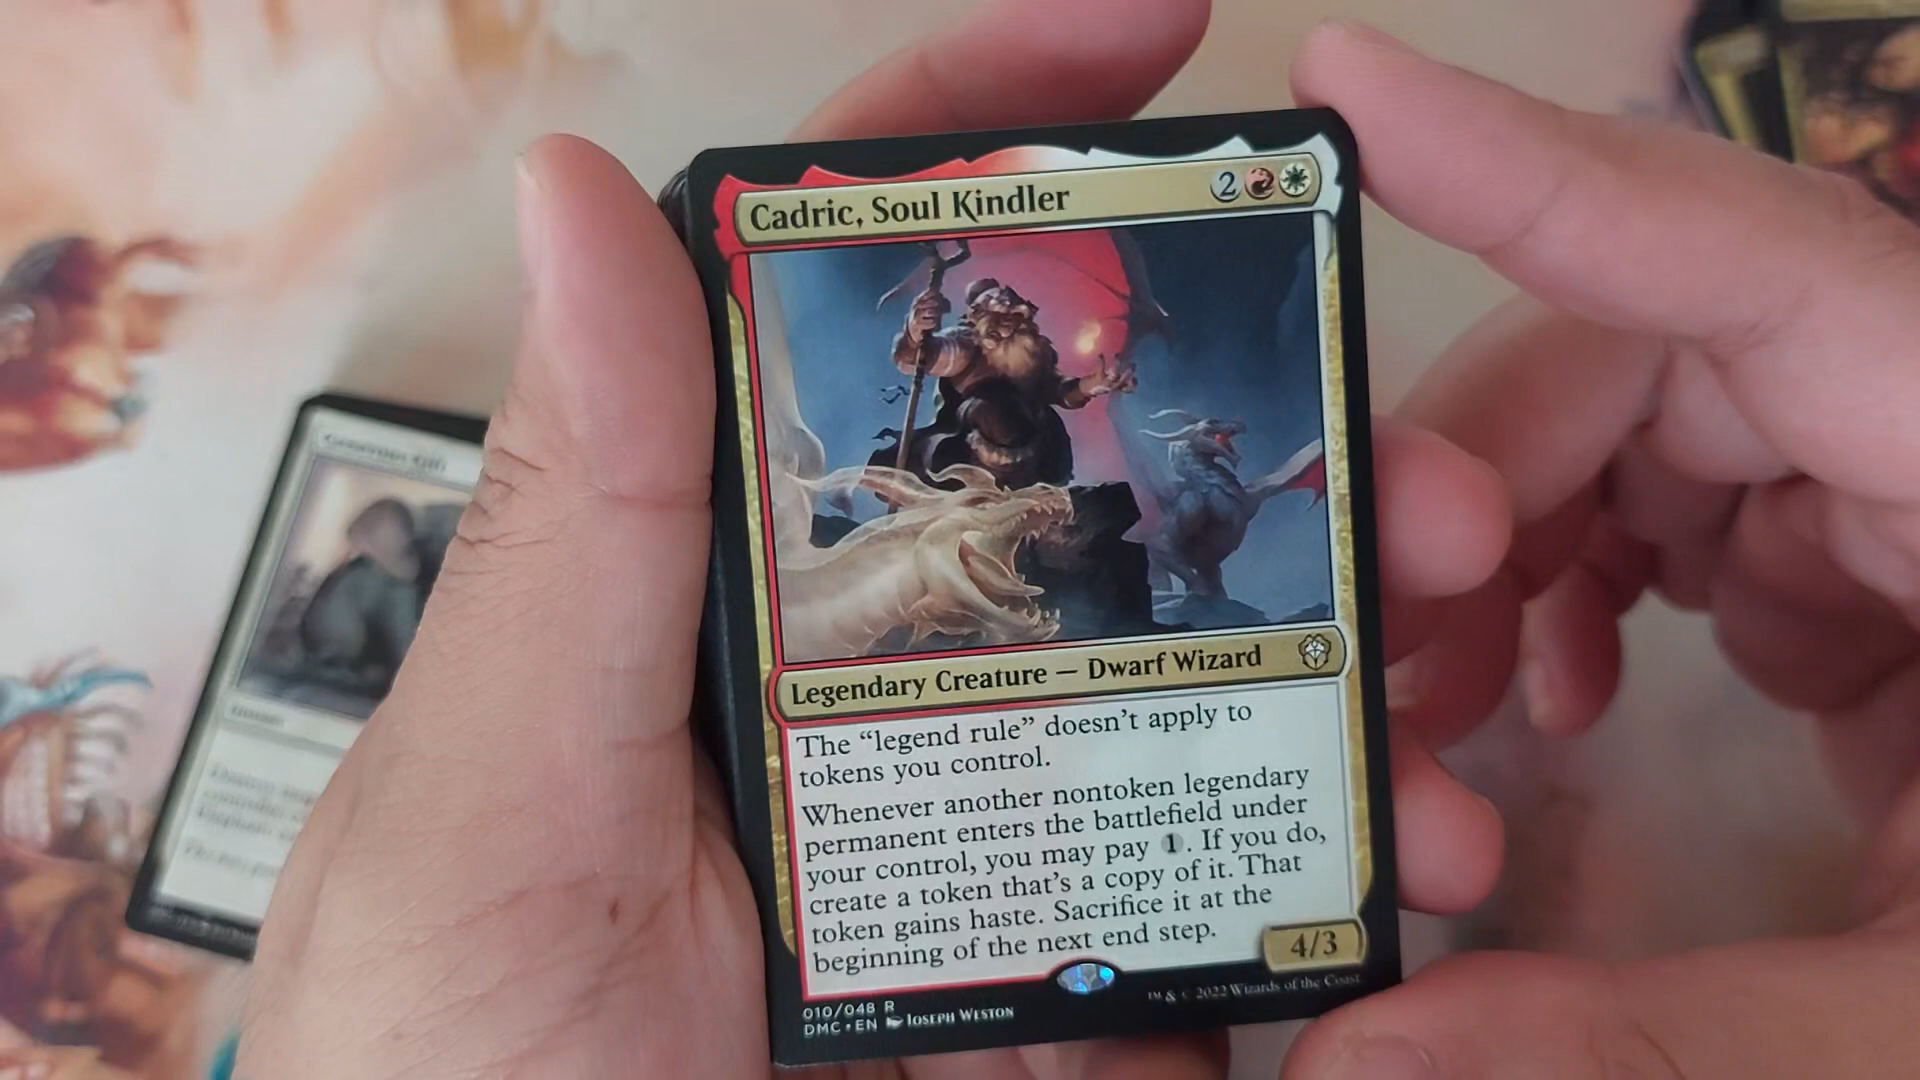 Cadric, Soul Kindler 2
Legendary Creature — Dwarf Wizard
The “legend rule” doesn’t apply to
tokens you control.
Whenever another nontoken legendary
permanent enters the battlefield under
your control, you may pay 1. If you do,
create a token that’s a copy of it. That
token gains haste. Sacrifice it at the
beginning of the next end step.
4/3
010/048 R
DMC • EN Joseph Weston
™ & © 2022 Wizards of the Coast
Generous Gift